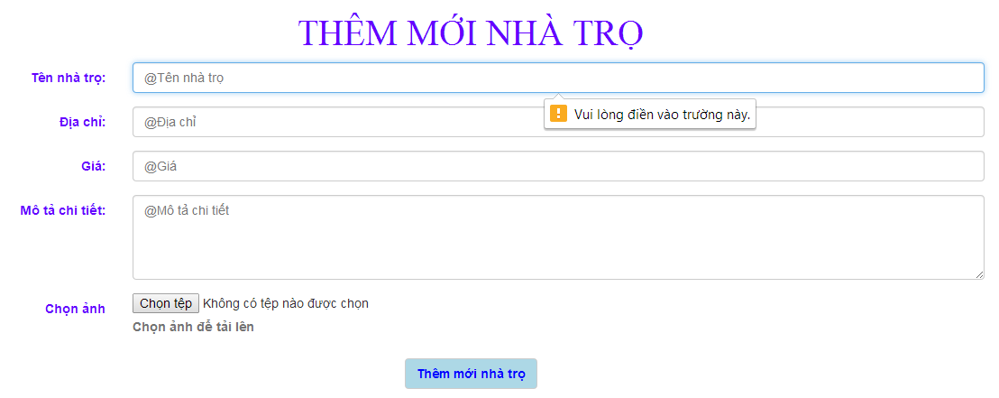 THÊM MỚI NHÀ TRỌ
Tên nhà trọ:
@Tên nhà trọ
Vui lòng điền vào trường này.
Địa chỉ:
@Địa chỉ
Giá:
@Giá
Mô tả chi tiết:
@Mô tả chi tiết
Chọn ảnh
Chọn tệp Không có tệp nào được chọn
Chọn ảnh để tải lên
Thêm mới nhà trọ